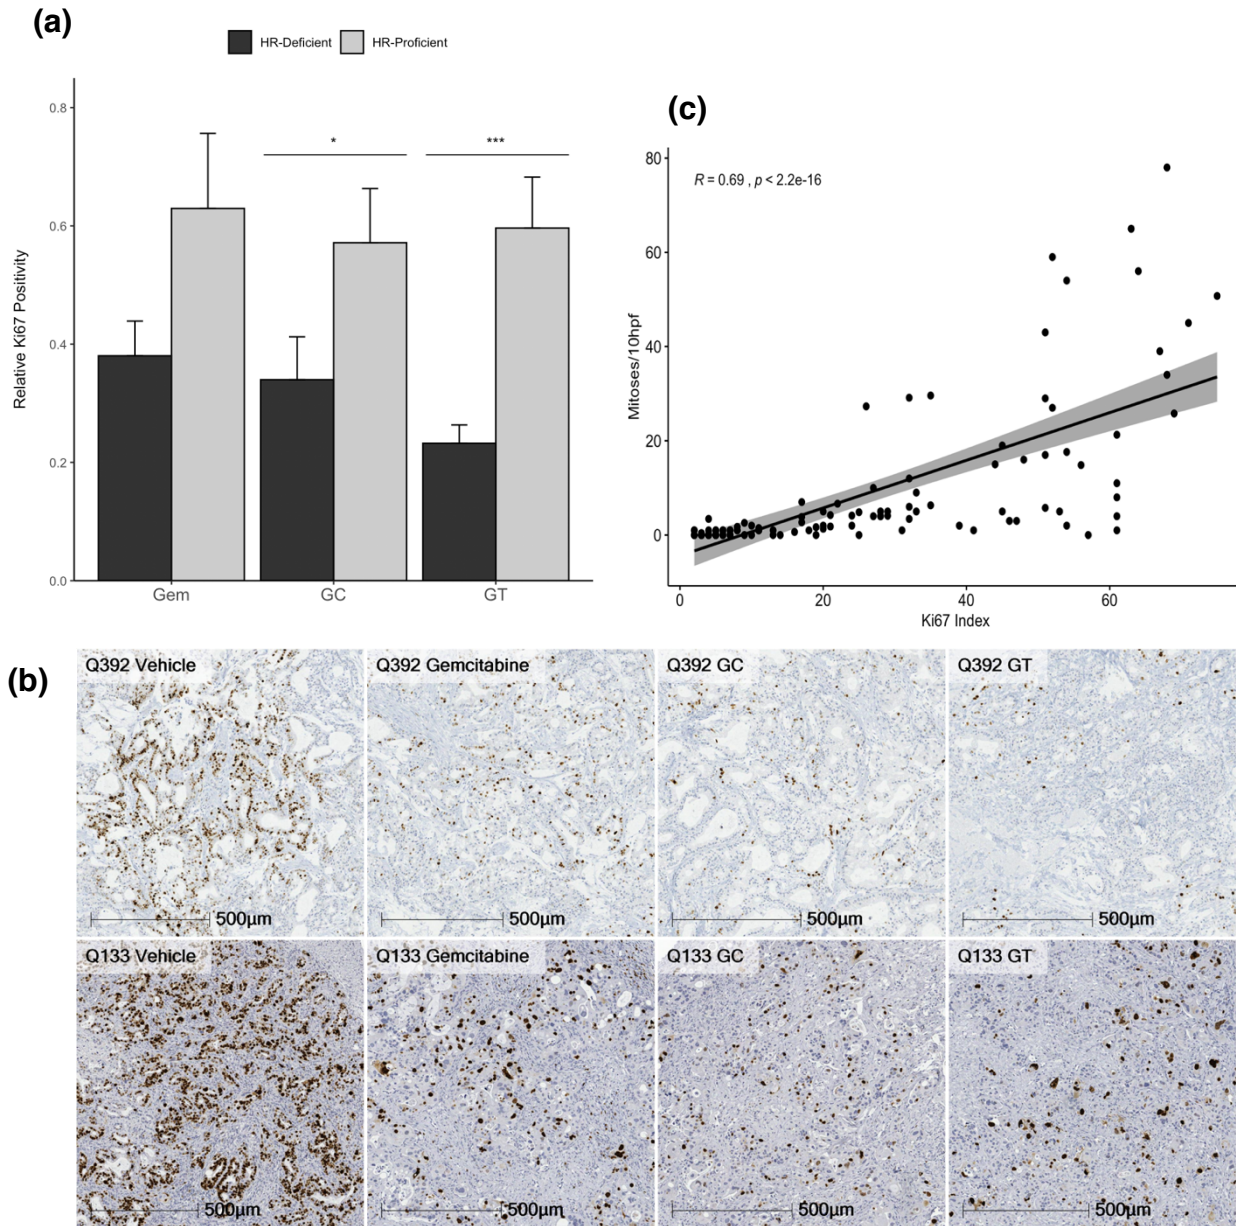 (a)
HR-Deficient HR-Proficient
0.8
0.6
0.4
0.2
0.0
* ***
Relative Ki67 Positivity
Gem GC GT
(c)
80
60
40
20
0
R = 0.69 , p < 2.2e-16
Mitoses/10hpf
0 20 40 60
Ki67 Index
(b)
Q392 Vehicle Q392 Gemcitabine Q392 GC Q392 GT
500µm 500µm 500µm 500µm
Q133 Vehicle Q133 Gemcitabine Q133 GC Q133 GT
500µm 500µm 500µm 500µm